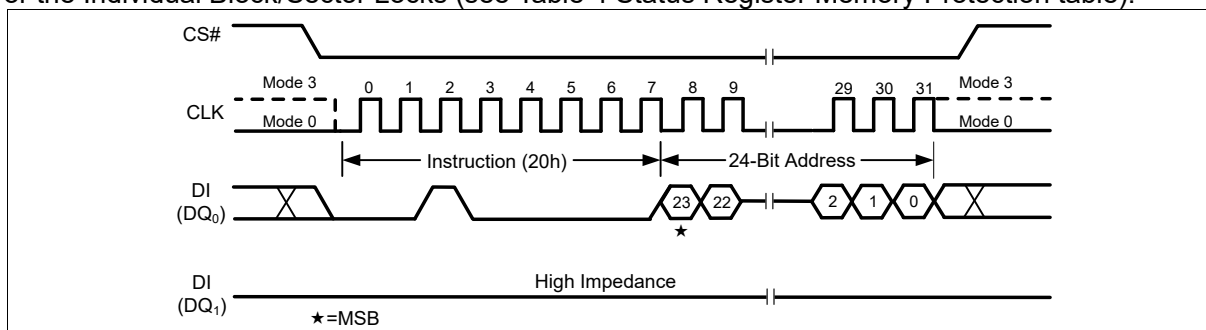 or the Individual Block/Sector Locks (see Table 4 Status Register Memory Protection table).
CS#
Mode 3 0 1 2 3 4 5 6 7 8 9 29 30 31 Mode 3
CLK
Mode 0 Mode 0
Instruction (20h) 24-Bit Address
DI
(DQ0) 23 22 2 1 0
★
High Impedance
DI
(DQ1)
★=MSB